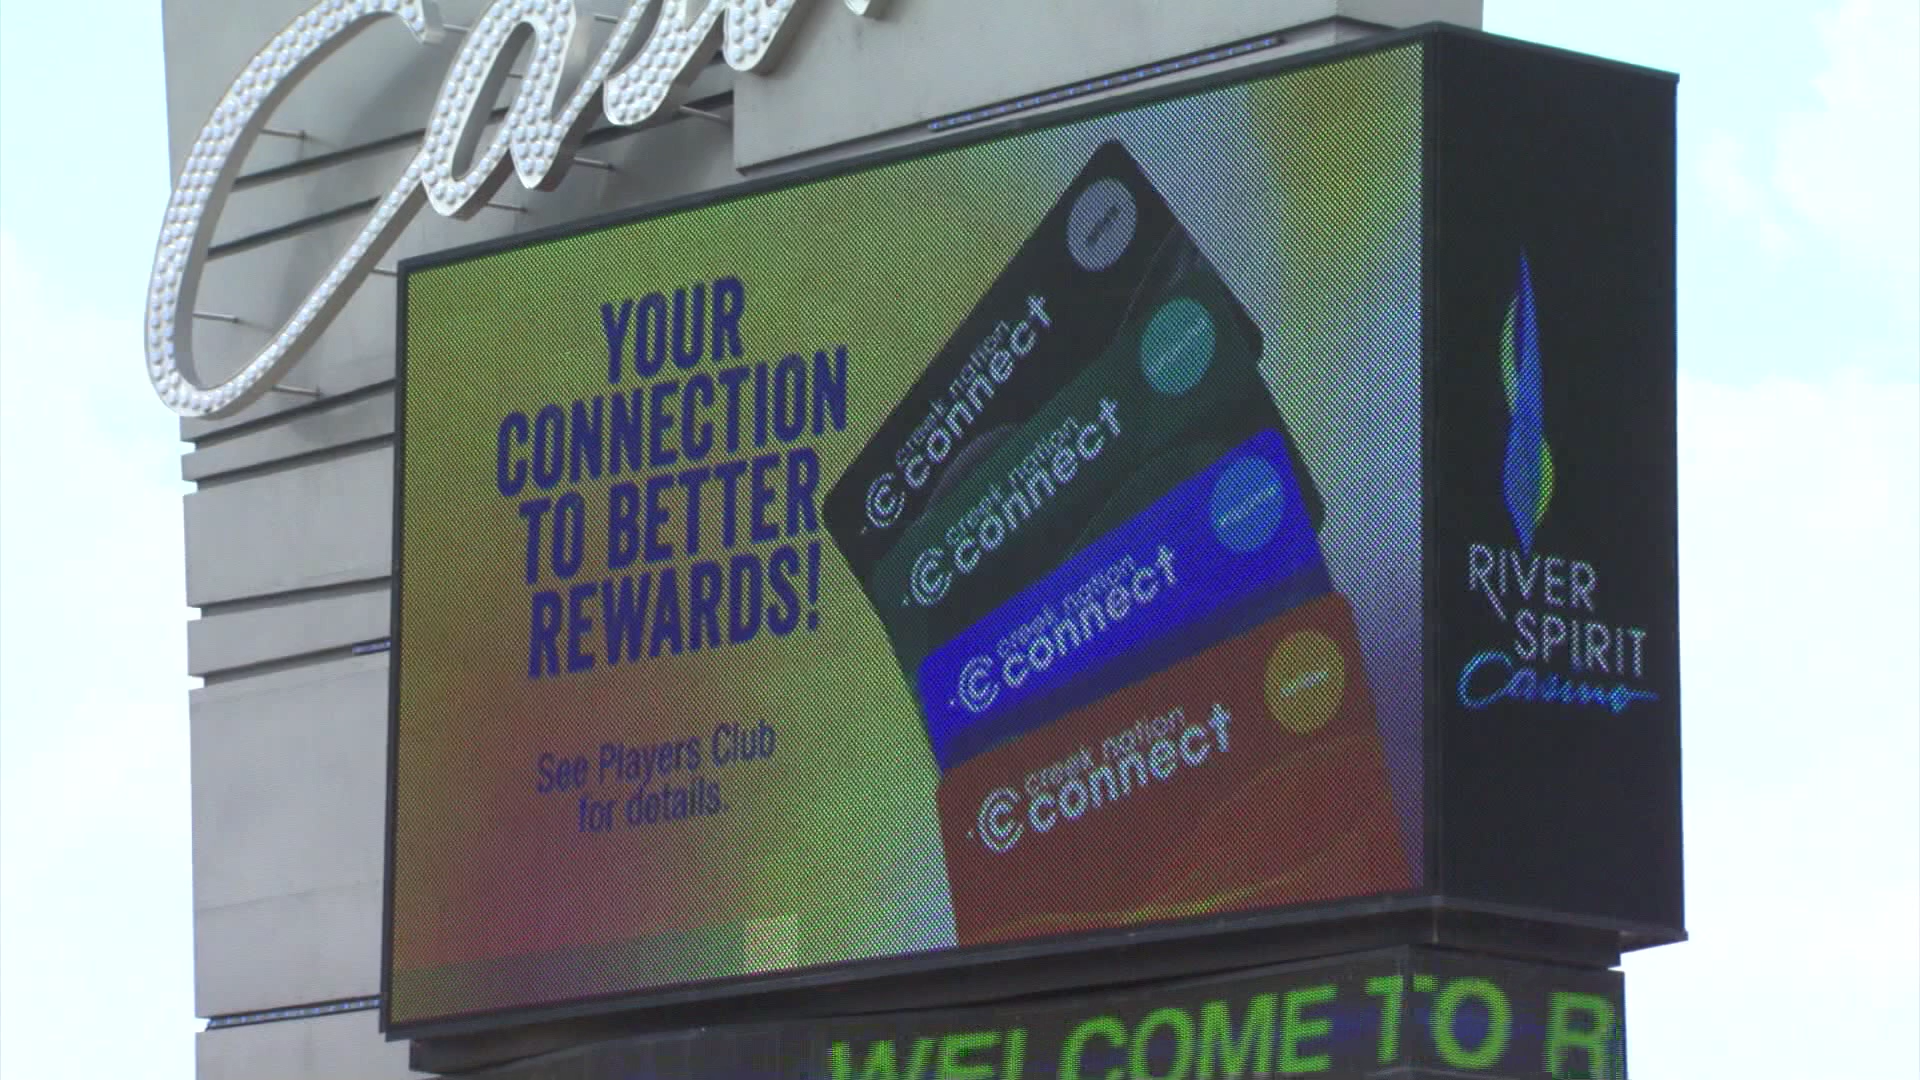 YOUR
CONNECTION
TO BETTER
REWARDS!
See Players Club
for details.
creek nation
connect
creek nation
connect
creek nation
connect
creek nation
connect
RIVER
SPIRIT
Casino
WELCOME TO R